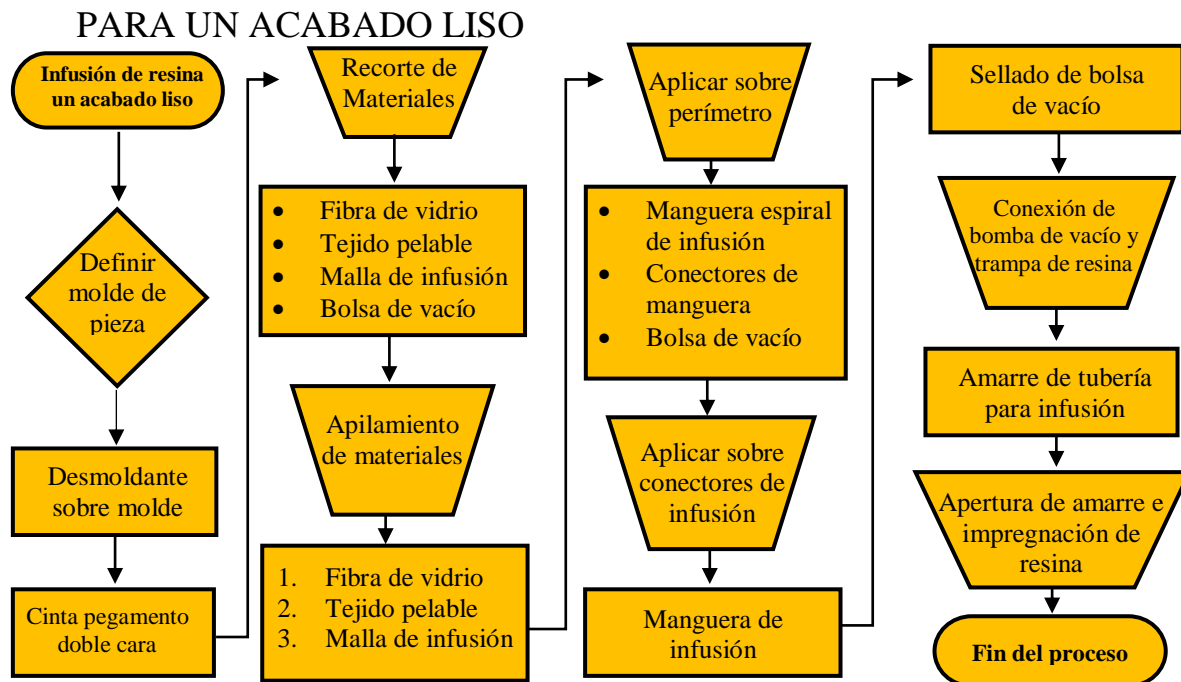 PARA UN ACABADO LISO
Infusión de resina
un acabado liso
Definir
molde de
pieza
Desmoldante
sobre molde
Cinta pegamento
doble cara
Recorte de
Materiales
• Fibra de vidrio
• Tejido pelable
• Malla de infusión
• Bolsa de vacío
Apilamiento
de materiales
1. Fibra de vidrio
2. Tejido pelable
3. Malla de infusión
Aplicar sobre
perímetro
• Manguera espiral
de infusión
• Conectores de
manguera
• Bolsa de vacío
Aplicar sobre
conectores de
infusión
Manguera de
infusión
Sellado de bolsa
de vacío
Conexión de
bomba de vacío y
trampa de resina
Amarre de tubería
para infusión
Apertura de amarre e
impregnación de
resina
Fin del proceso